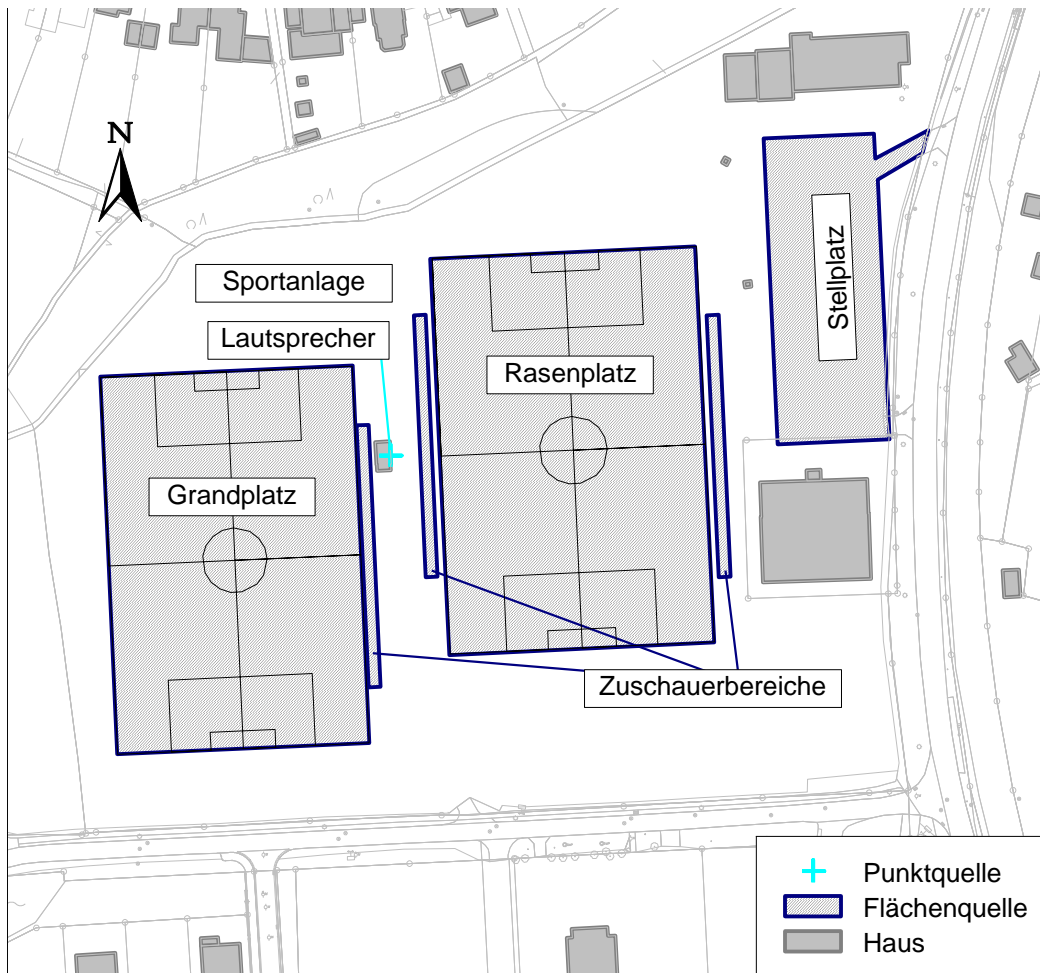 N
Sportanlage
Lautsprecher
Stellplatz
Rasenplatz
Grandplatz
Zuschauerbereiche
Punktquelle
Flächenquelle
Haus